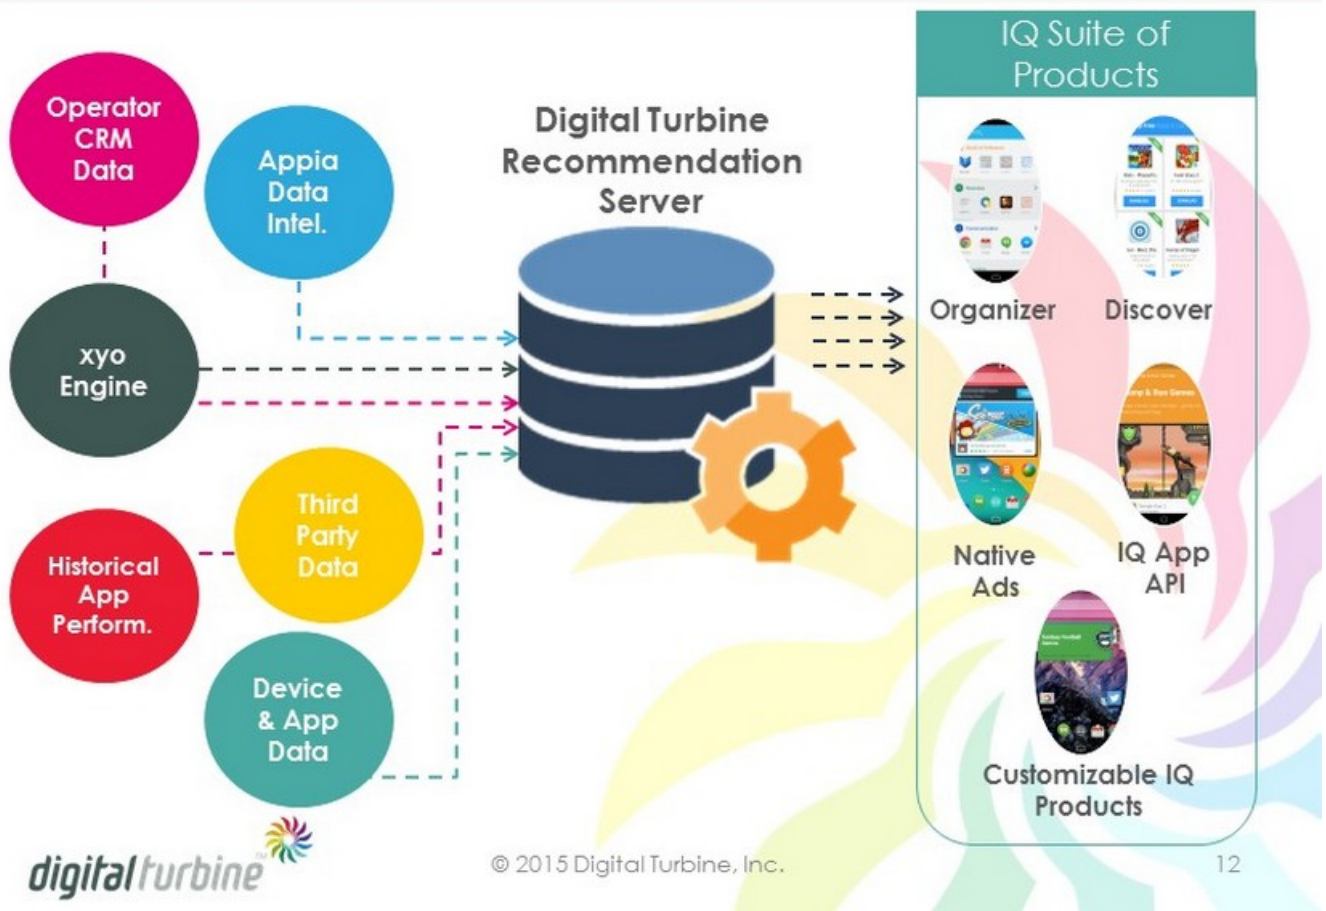 Operator
CRM
Data
Appia
Data
Intel.
xyo
Engine
Third
Party
Data
Historical
App
Perform.
Device
& App
Data
Digital Turbine
Recommendation
Server
IQ Suite of
Products
Organizer
Discover
Native
Ads
IQ App
API
Customizable IQ
Products
digital turbine
© 2015 Digital Turbine, Inc.
12